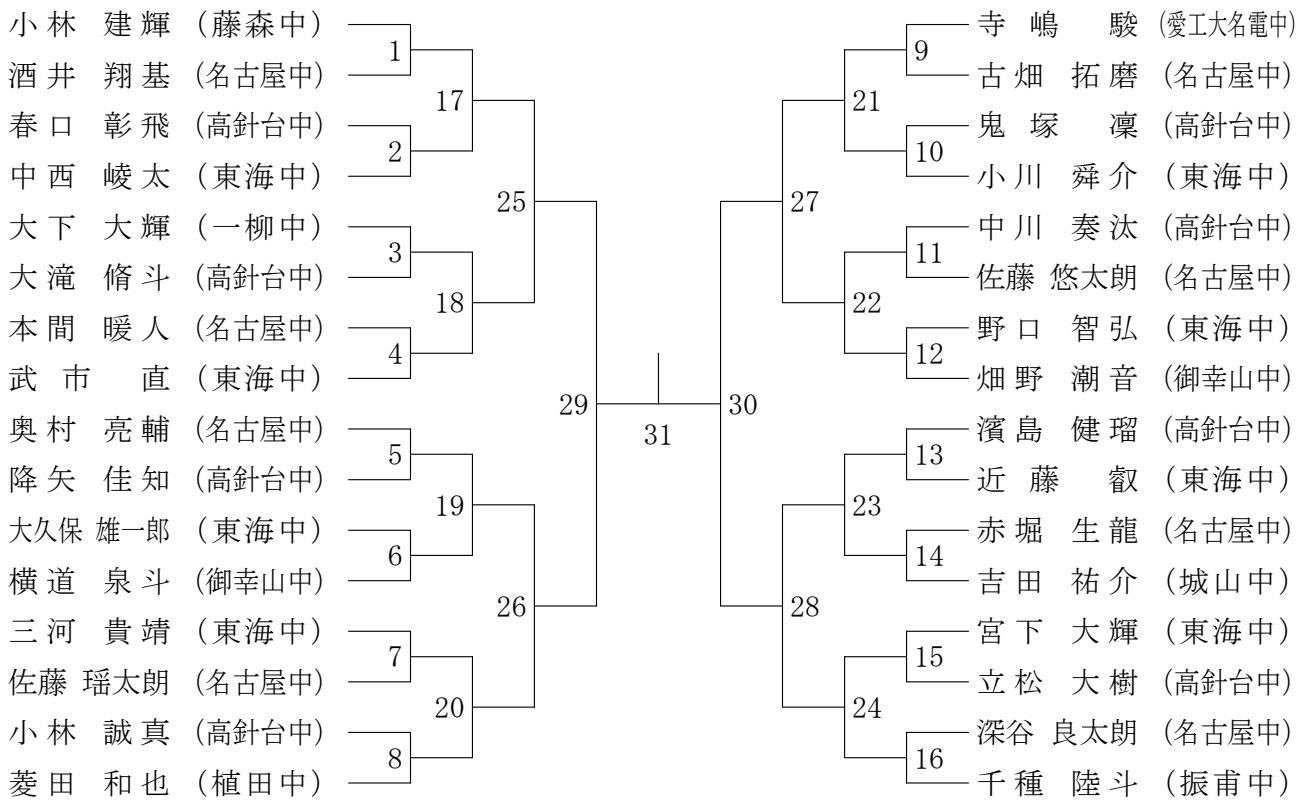 小林 建輝 (藤森中)
1
酒井 翔基 (名古屋中)
17
春口 彰飛 (高針台中)
2
中西 崚太 (東海中)
25
大下 大輝 (一柳中)
3
大滝 脩斗 (高針台中)
18
本間 暖人 (名古屋中)
4
武市 直 (東海中)
29
奥村 亮輔 (名古屋中)
5
降矢 佳知 (高針台中)
19
大久保 雄一郎 (東海中)
6
横道 泉斗 (御幸山中)
26
三河 貴靖 (東海中)
7
佐藤 瑶太朗 (名古屋中)
20
小林 誠真 (高針台中)
8
菱田 和也 (植田中)
31
寺嶋 駿 (愛工大名電中)
9
古畑 拓磨 (名古屋中)
21
鬼塚 凜 (高針台中)
10
小川 舜介 (東海中)
27
中川 奏汰 (高針台中)
11
佐藤 悠太朗 (名古屋中)
22
野口 智弘 (東海中)
12
畑野 潮音 (御幸山中)
30
濱島 健瑠 (高針台中)
13
近藤 叡 (東海中)
23
赤堀 生龍 (名古屋中)
14
吉田 祐介 (城山中)
28
宮下 大輝 (東海中)
15
立松 大樹 (高針台中)
24
深谷 良太朗 (名古屋中)
16
千種 陸斗 (振甫中)